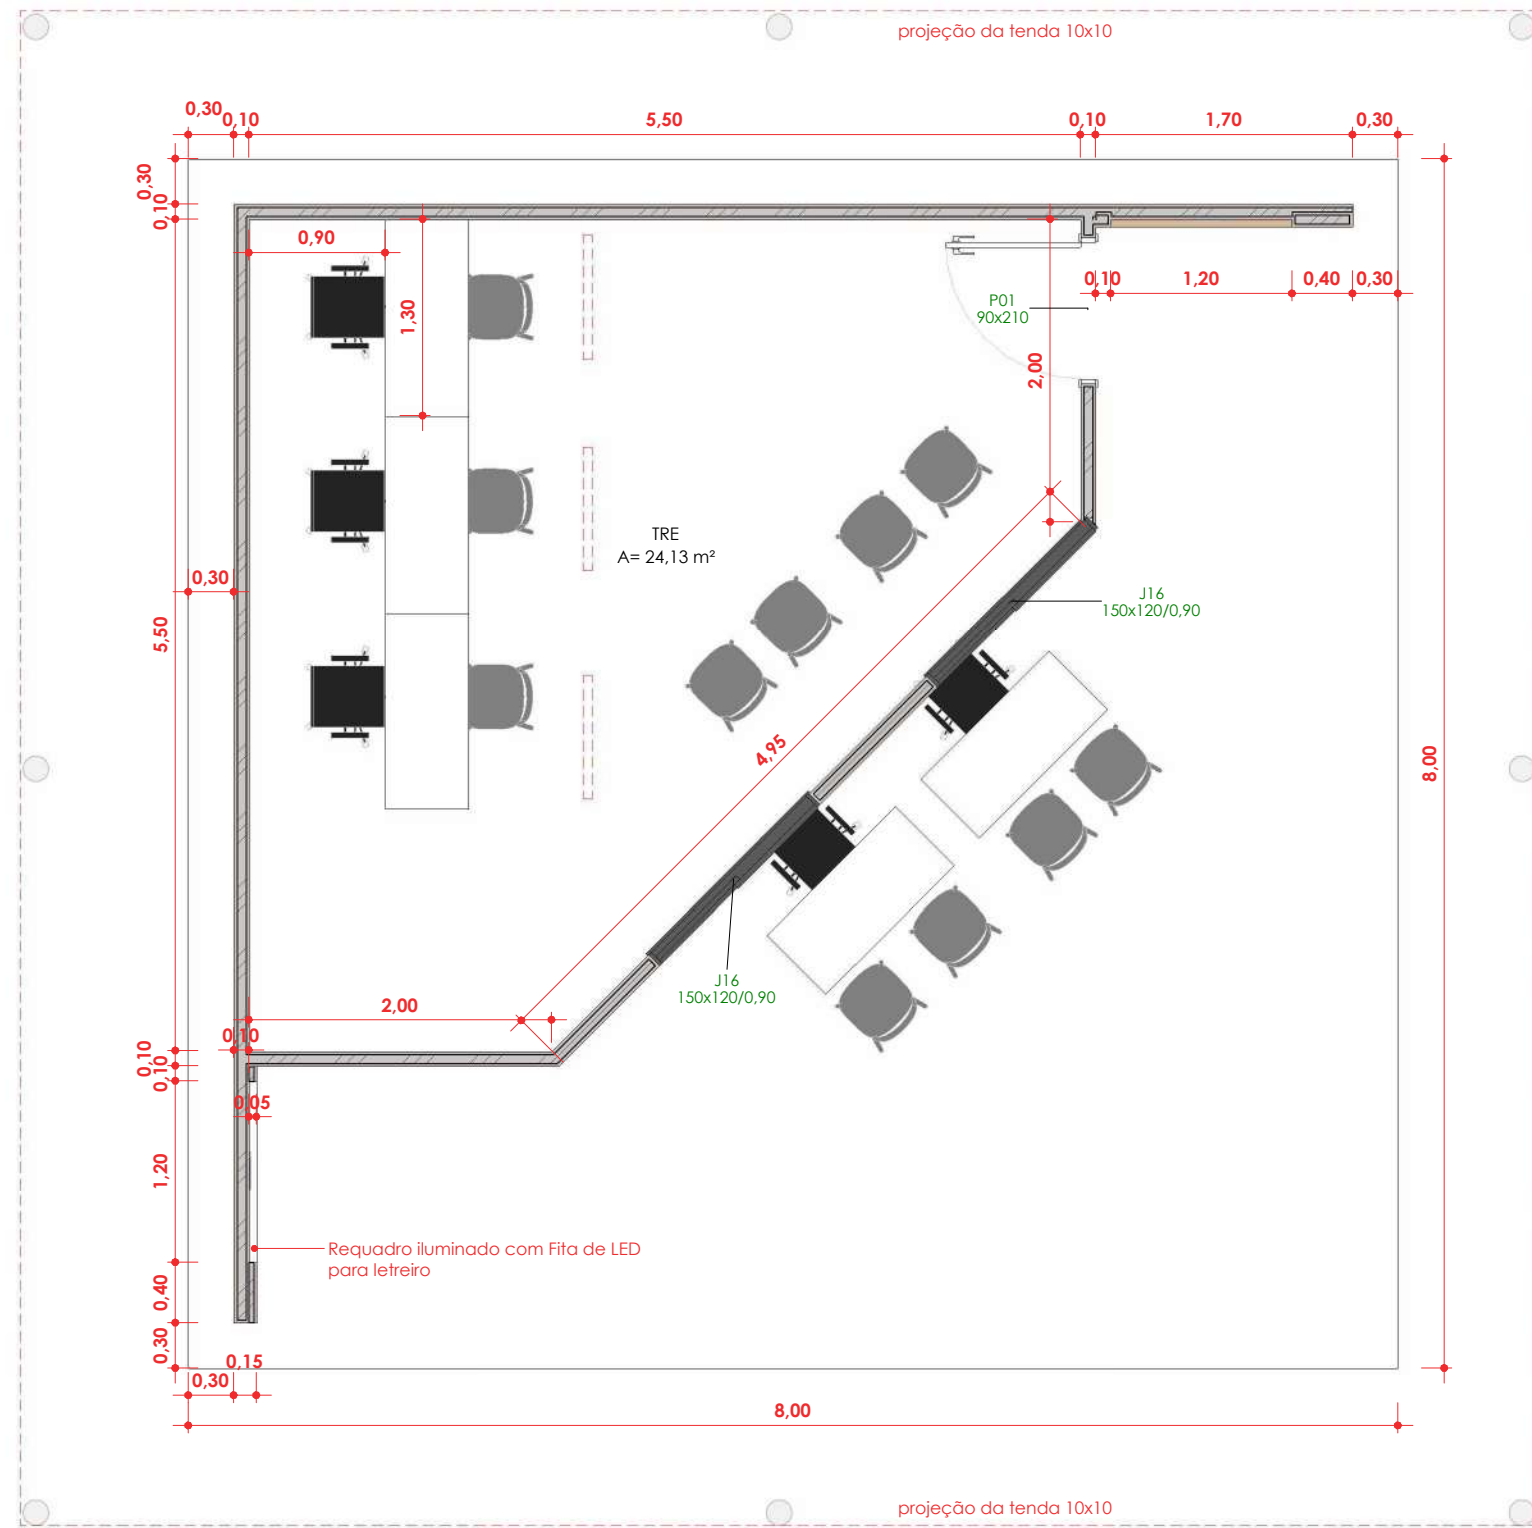 projeção da tenda 10x10
0,30
0,10
5,50
0,10
1,70
0,30
0,30
0,10
0,90
1,30
0,10
1,20
0,40
0,30
P01
90x210
2,00
TRE
A= 24,13 m²
0,30
5,50
J16
150x120/0,90
4,95
8,00
J16
150x120/0,90
2,00
0,10
0,10
0,10
0,05
1,20
Requadro iluminado com Fita de LED
para letreiro
0,40
0,30
0,15
0,30
8,00
projeção da tenda 10x10